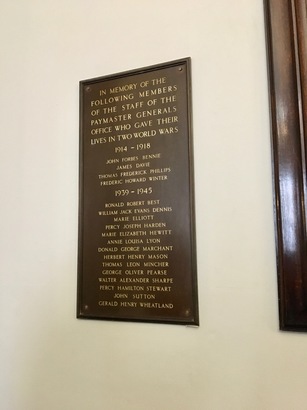 IN MEMORY OF THE
FOLLOWING MEMBERS
OF THE STAFF OF THE
PAYMASTER GENERALS
OFFICE WHO GAVE THEIR
LIVES IN TWO WORLD WARS
1914 – 1918
JOHN FORBES BENNIE
JAMES DAVIE
THOMAS FREDERICK PHILLIPS
FREDERIC HOWARD WINTER
1939 – 1945
RONALD ROBERT BEST
WILLIAM JACK EVANS DENNIS
MARIE ELLIOTT
PERCY JOSEPH HARDEN
MARIE ELIZABETH HEWITT
ANNIE LOUISA LYON
DONALD GEORGE MARCHANT
HERBERT HENRY MASON
THOMAS LEON MINCHER
GEORGE OLIVER PEARSE
WALTER ALEXANDER SHARPE
PERCY HAMILTON STEWART
JOHN SUTTON
GERALD HENRY WHEATLAND